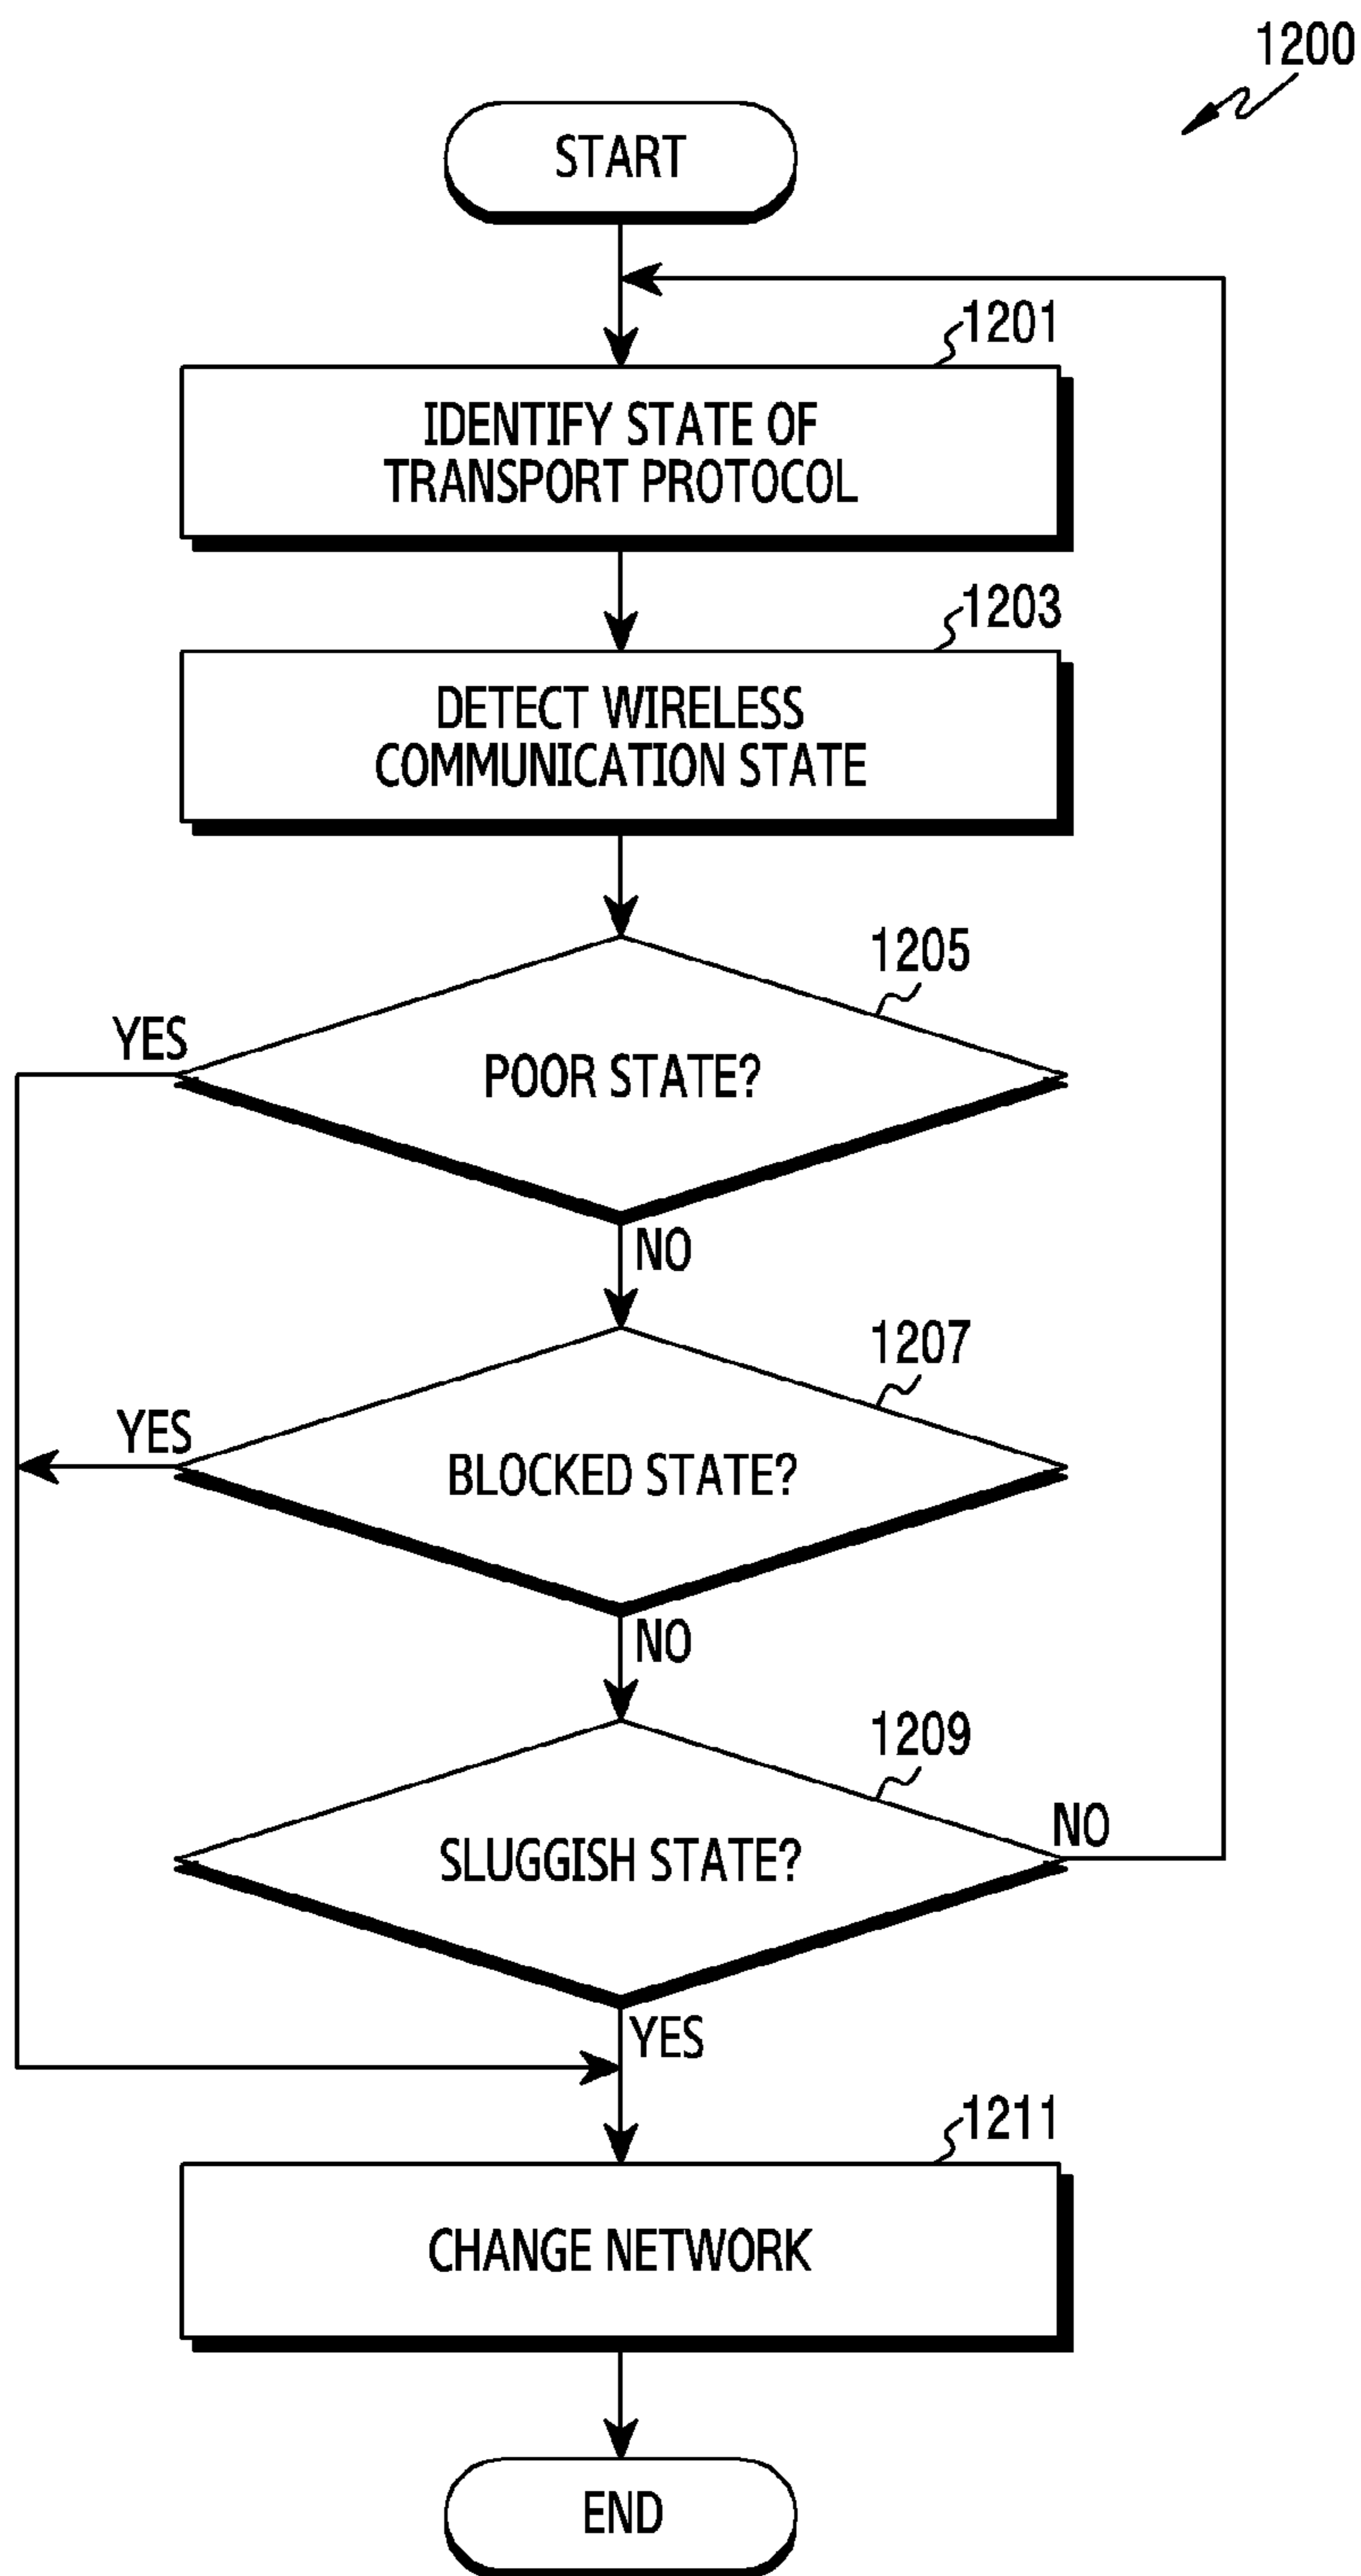 1200
START
1201
IDENTIFY STATE OF
TRANSPORT PROTOCOL
1203
DETECT WIRELESS
COMMUNICATION STATE
1205
YES
POOR STATE?
NO
1207
YES
BLOCKED STATE?
NO
1209
NO
SLUGGISH STATE?
YES
1211
CHANGE NETWORK
END